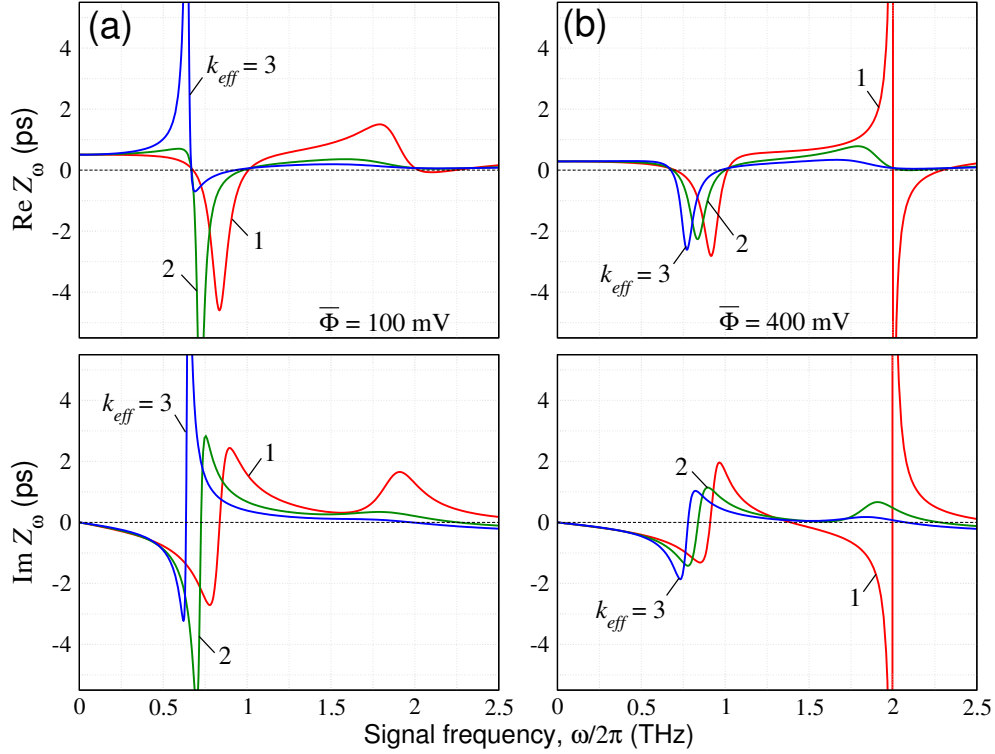 (a)
(b)
Re Z_ω (ps)
4
2
0
-2
-4
k_eff = 3
1
2
Φ̅ = 100 mV
1
2
k_eff = 3
Φ̅ = 400 mV
Im Z_ω (ps)
4
2
0
-2
-4
k_eff = 3
1
2
2
k_eff = 3
1
0 0.5 1 1.5 2 2.5
0 0.5 1 1.5 2 2.5
Signal frequency, ω/2π (THz)